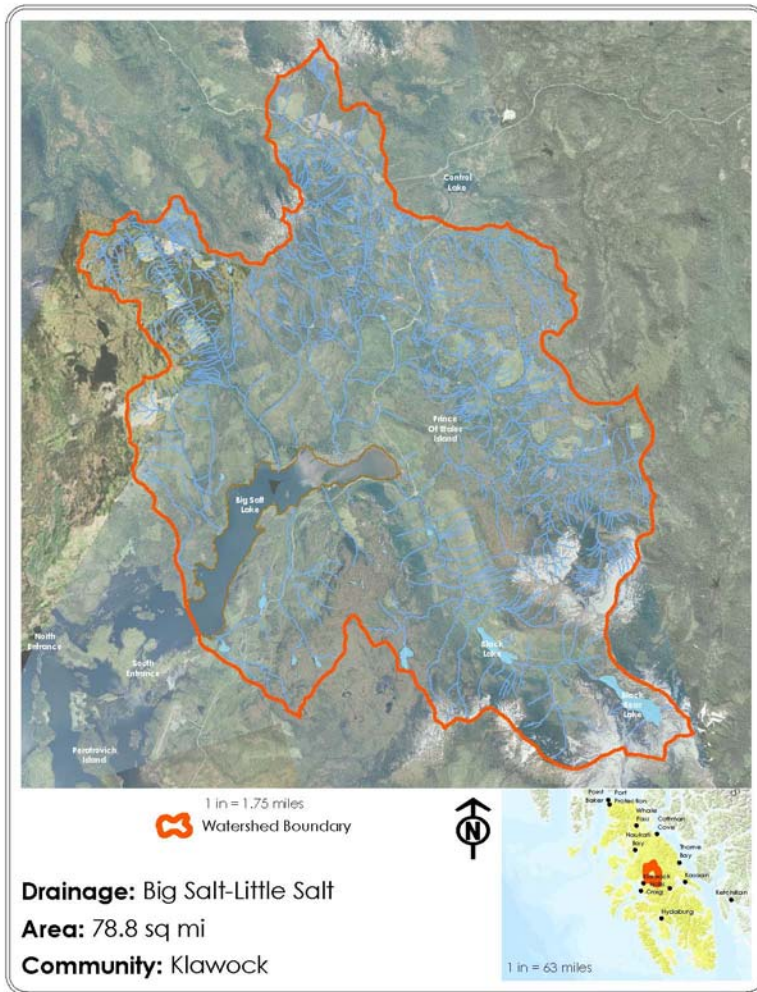 Control
Lake
Prince
Of Wales
Island
Big Salt
Lake
North
Entrance
South
Entrance
Black
Lake
Black
Bear
Lake
Peratrovich
Island
1 in = 1.75 miles
Watershed Boundary
N
Drainage: Big Salt-Little Salt
Area: 78.8 sq mi
Community: Klawock
Point
Baker
Port
Protection
Whale
Pass
Coffman
Cove
Naukati
Bay
Thorne
Bay
Kasaan
Craig
Hydaburg
Ketchikan
1 in = 63 miles